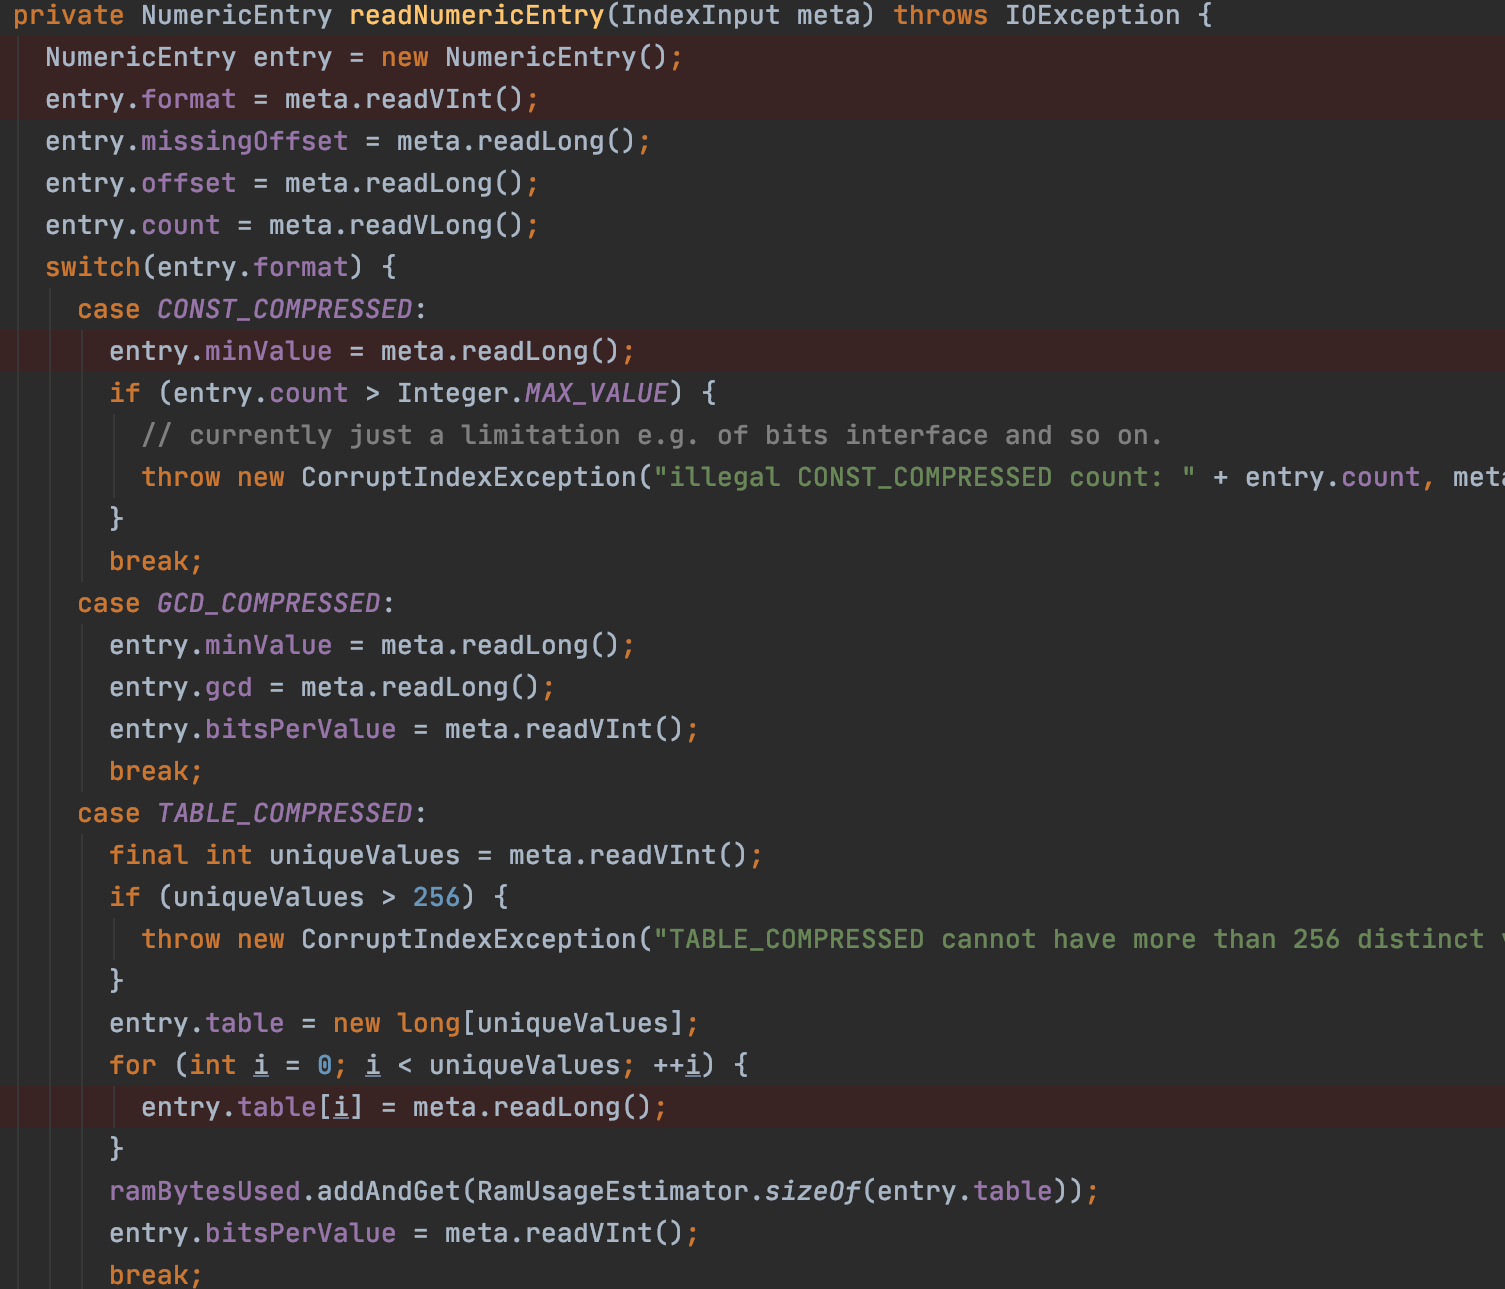 private NumericEntry readNumericEntry(IndexInput meta) throws IOException {
NumericEntry entry = new NumericEntry();
entry.format = meta.readVInt();
entry.missingOffset = meta.readLong();
entry.offset = meta.readLong();
entry.count = meta.readVLong();
switch(entry.format) {
case CONST_COMPRESSED:
entry.minValue = meta.readLong();
if (entry.count > Integer.MAX_VALUE) {
// currently just a limitation e.g. of bits interface and so on.
throw new CorruptIndexException("illegal CONST_COMPRESSED count: " + entry.count, meta
}
break;
case GCD_COMPRESSED:
entry.minValue = meta.readLong();
entry.gcd = meta.readLong();
entry.bitsPerValue = meta.readVInt();
break;
case TABLE_COMPRESSED:
final int uniqueValues = meta.readVInt();
if (uniqueValues > 256) {
throw new CorruptIndexException("TABLE_COMPRESSED cannot have more than 256 distinct
}
entry.table = new long[uniqueValues];
for (int i = 0; i < uniqueValues; ++i) {
entry.table[i] = meta.readLong();
}
ramBytesUsed.addAndGet(RamUsageEstimator.sizeOf(entry.table));
entry.bitsPerValue = meta.readVInt();
break;